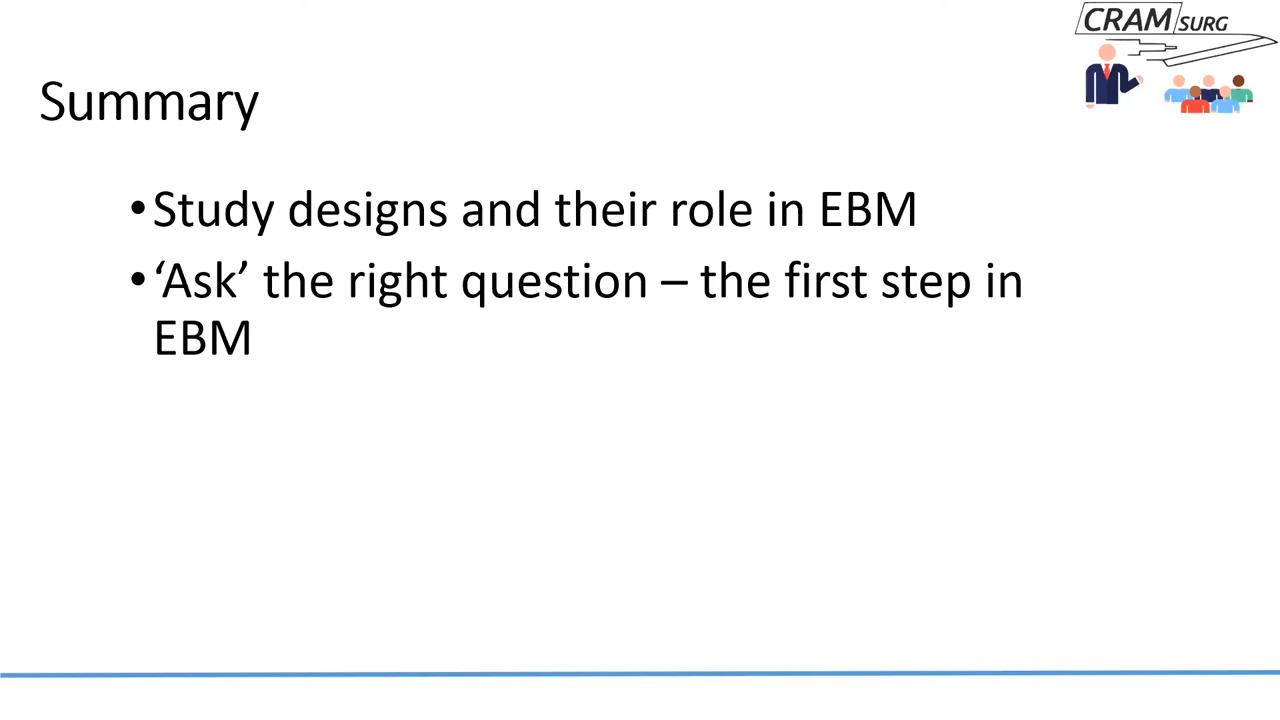 CRAM SURG
Summary
•Study designs and their role in EBM
•‘Ask’ the right question – the first step in
EBM